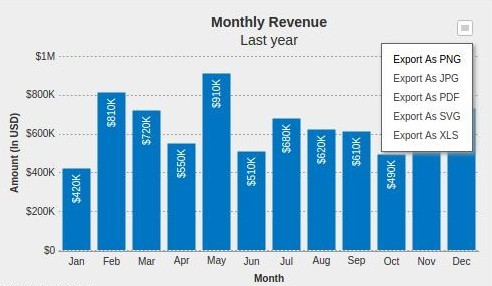 Monthly Revenue
Last year
Export As PNG
Export As JPG
Export As PDF
Export As SVG
Export As XLS
Amount (In USD)
$1M
$800K
$600K
$400K
$200K
$0
$420K
$810K
$720K
$550K
$910K
$510K
$680K
$620K
$610K
$490K
Jan Feb Mar Apr May Jun Jul Aug Sep Oct Nov Dec
Month